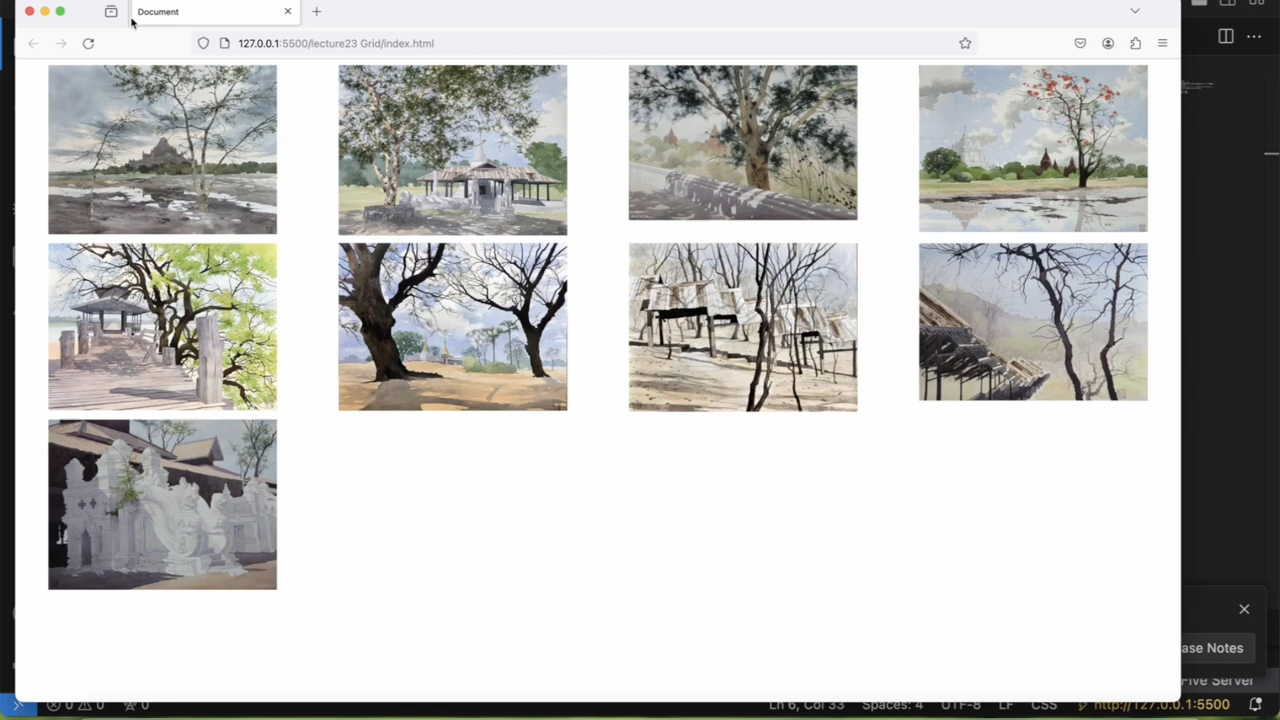 Document
127.0.0.1:5500/lecture23 Grid/index.html
ase Notes
Five Server
0 0 0
Ln 6, Col 33 Spaces: 4 UTF-8 LF CSS http://127.0.0.1:5500